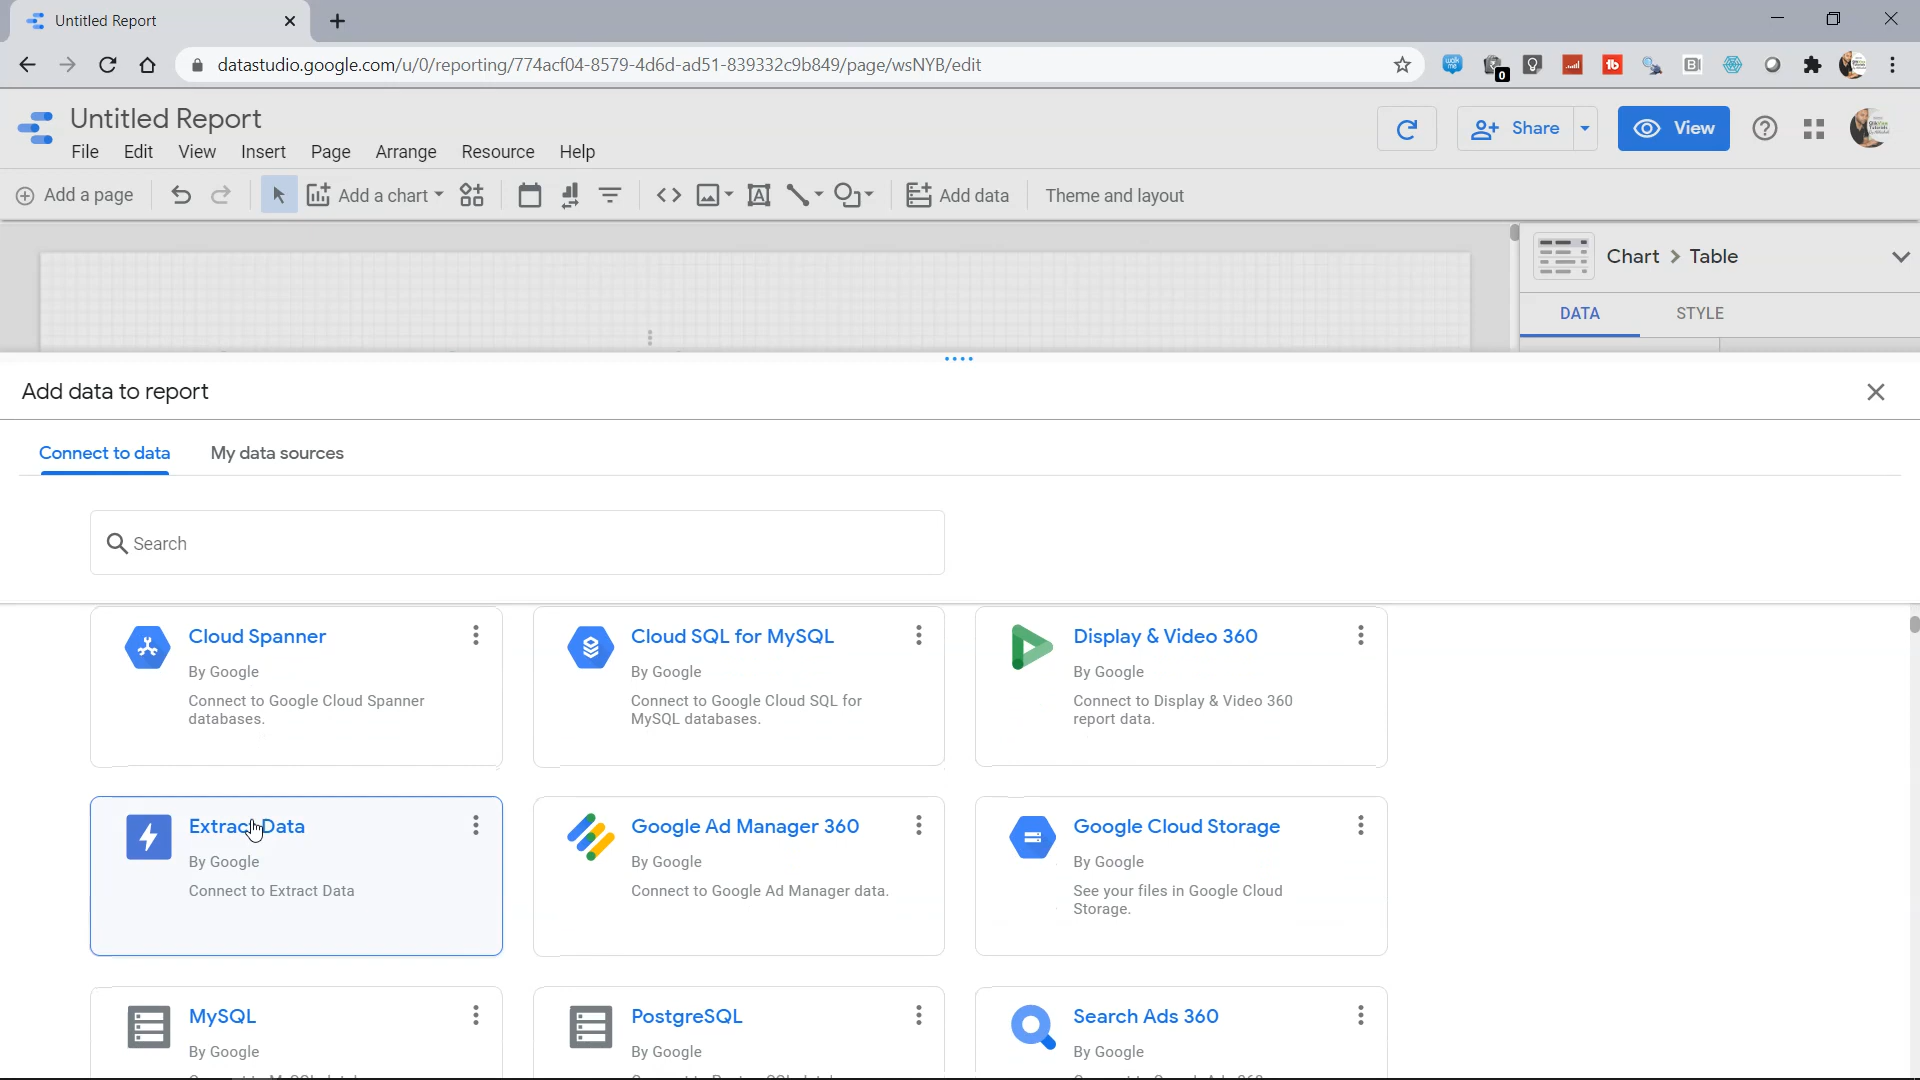 Untitled Report
datastudio.google.com/u/0/reporting/774acf04-8579-4d6d-ad51-839332c9b849/page/wsNYB/edit
Untitled Report
File Edit View Insert Page Arrange Resource Help
Share View
Add a page Add a chart Add data Theme and layout
Chart > Table
DATA STYLE
Add data to report
Connect to data My data sources
Search
Cloud Spanner
By Google
Connect to Google Cloud Spanner
databases.
Cloud SQL for MySQL
By Google
Connect to Google Cloud SQL for
MySQL databases.
Display & Video 360
By Google
Connect to Display & Video 360
report data.
Extract Data
By Google
Connect to Extract Data
Google Ad Manager 360
By Google
Connect to Google Ad Manager data.
Google Cloud Storage
By Google
See your files in Google Cloud
Storage.
MySQL
By Google
PostgreSQL
By Google
Search Ads 360
By Google